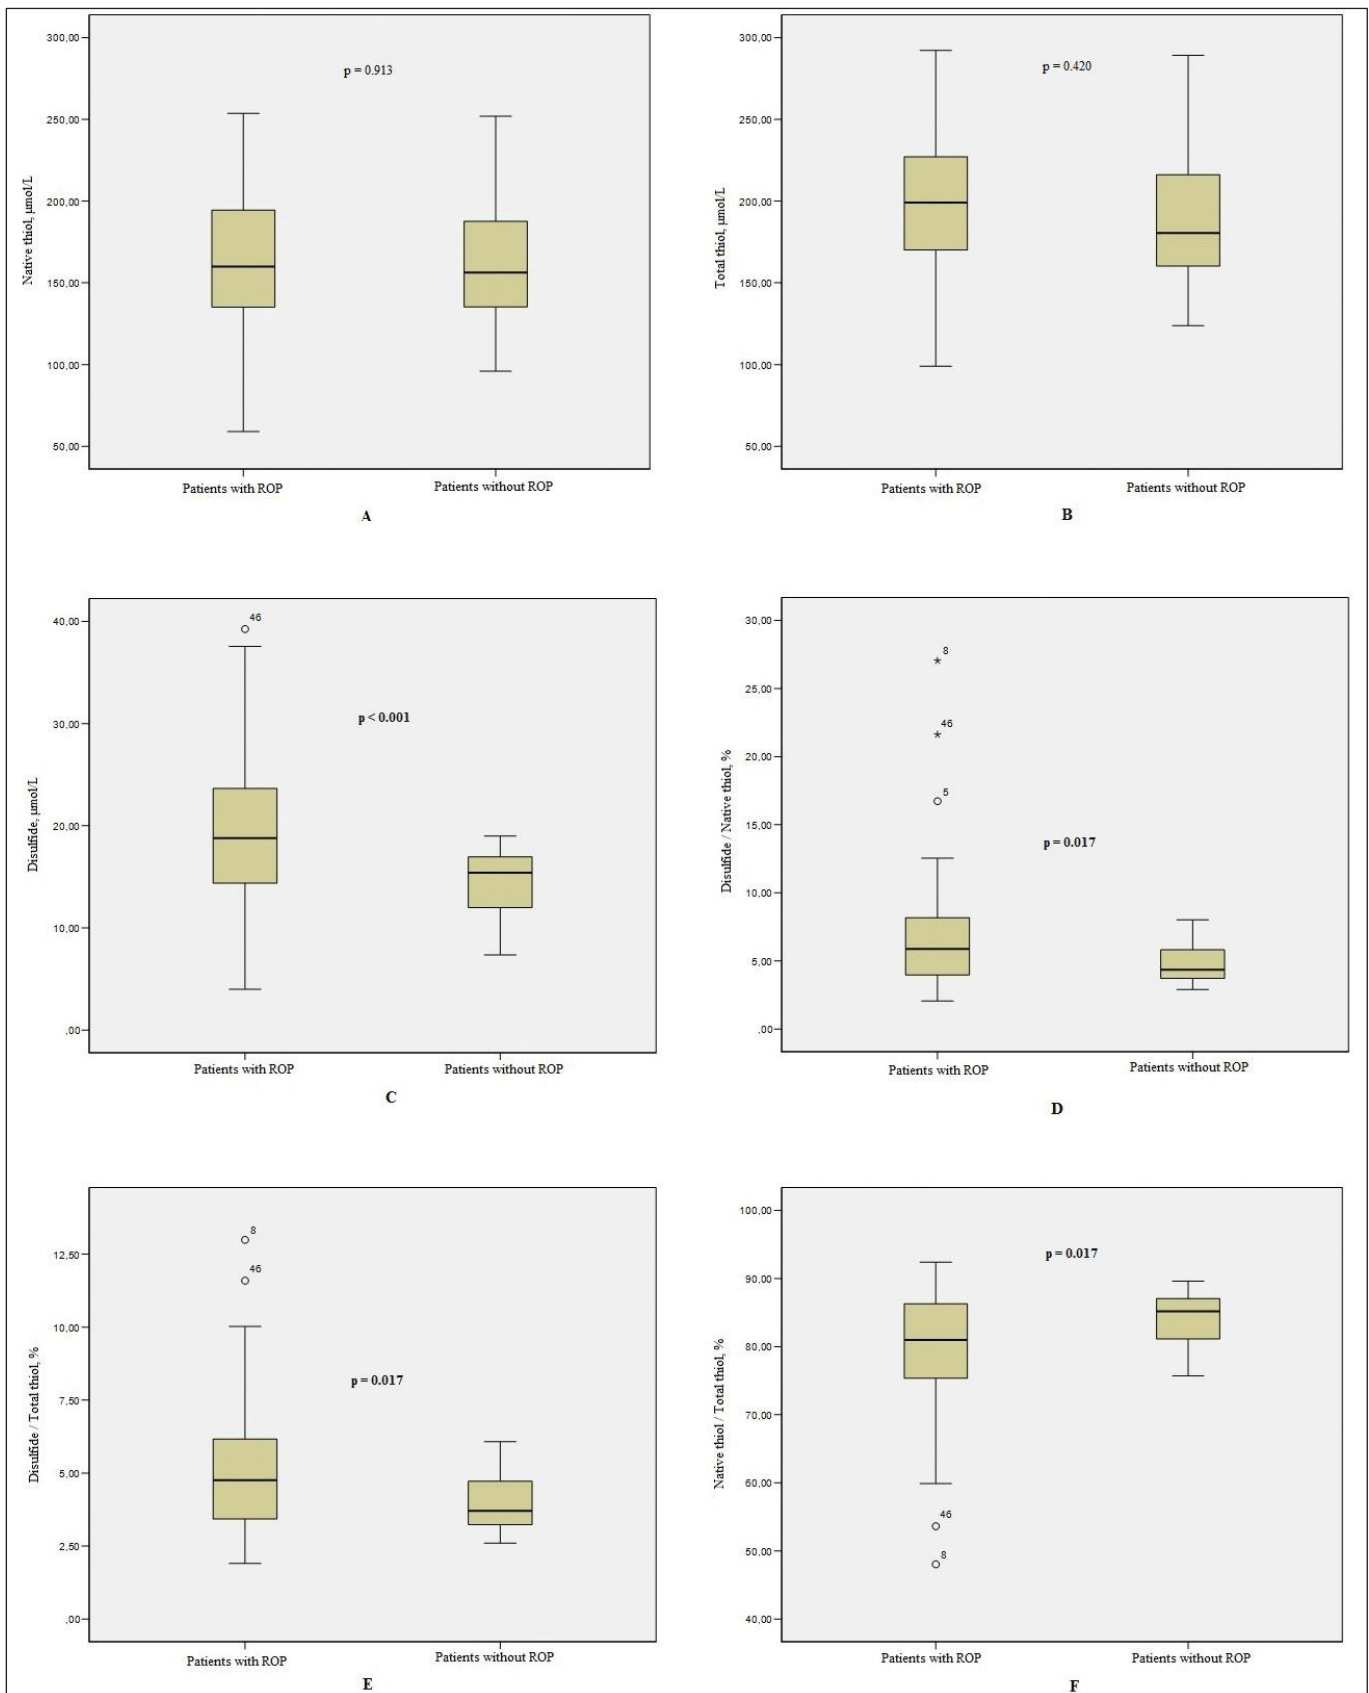 300,00
250,00
200,00
150,00
100,00
50,00
Native thiol, µmol/L
p = 0.913
Patients with ROP
Patients without ROP
A
300,00
250,00
200,00
150,00
100,00
50,00
Total thiol, µmol/L
p = 0.420
Patients with ROP
Patients without ROP
B
40,00
30,00
20,00
10,00
,00
Disulfide, µmol/L
46
p < 0.001
Patients with ROP
Patients without ROP
C
30,00
25,00
20,00
15,00
10,00
5,00
,00
Disulfide / Native thiol, %
8
46
5
p = 0.017
Patients with ROP
Patients without ROP
D
12,50
10,00
7,50
5,00
2,50
,00
Disulfide / Total thiol, %
8
46
p = 0.017
Patients with ROP
Patients without ROP
E
100,00
90,00
80,00
70,00
60,00
50,00
40,00
Native thiol / Total thiol, %
p = 0.017
46
8
Patients with ROP
Patients without ROP
F